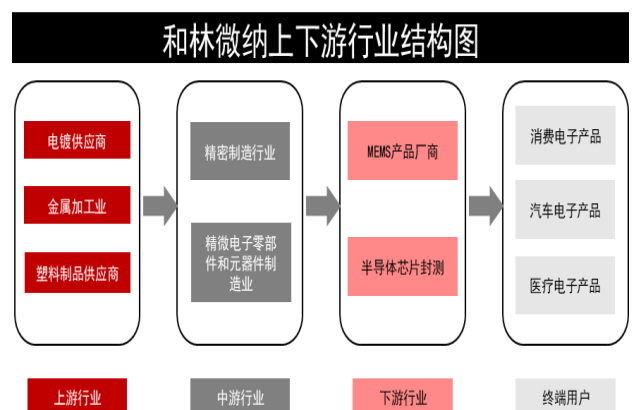 和林微纳上下游行业结构图
电镀供应商
金属加工业
塑料制品供应商
精密制造行业
精微电子零部
件和元器件制
造业
MEMS产品厂商
半导体芯片封测
消费电子产品
汽车电子产品
医疗电子产品
上游行业
中游行业
下游行业
终端用户